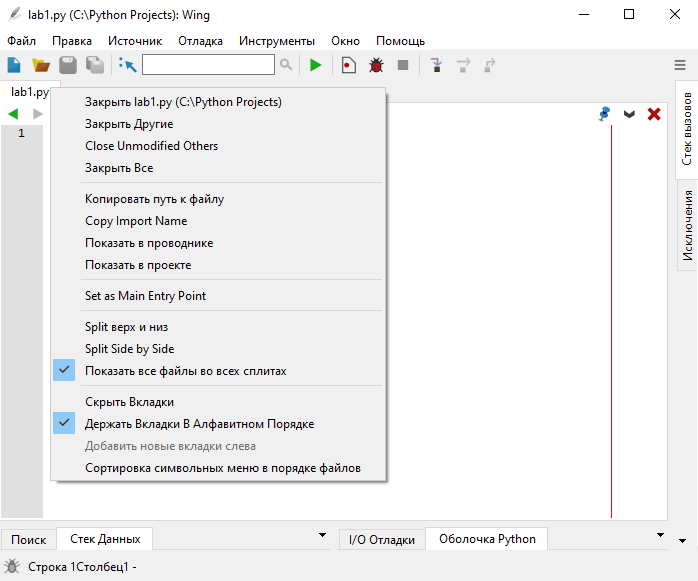 lab1.py (C:\Python Projects): Wing
Файл Правка Источник Отладка Инструменты Окно Помощь
lab1.py
1
Закрыть lab1.py (C:\Python Projects)
Закрыть Другие
Close Unmodified Others
Закрыть Все
Копировать путь к файлу
Copy Import Name
Показать в проводнике
Показать в проекте
Set as Main Entry Point
Split верх и низ
Split Side by Side
Показать все файлы во всех сплитах
Скрыть Вкладки
Держать Вкладки В Алфавитном Порядке
Добавить новые вкладки слева
Сортировка символьных меню в порядке файлов
Стек вызовов
Исключения
Поиск Стек Данных I/O Отладки Оболочка Python
Строка 1Столбец1 -